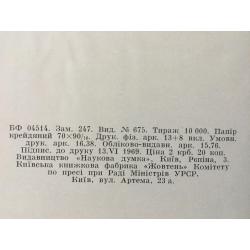 БФ 04514. Зам. 247. Вид. № 675. Тираж 10 000. Папір
крейдяний 70×90/16. Друк. фіз. арк. 13+8 вкл. Умовн.
друк. арк. 16,38. Обліково-видавн. арк. 15,76.
Підпис. до друку 13.VI 1969. Ціна 2 крб. 20 коп.
Видавництво «Наукова думка», Київ, Рєпіна, 3.
Київська книжкова фабрика «Жовтень» Комітету
по пресі при Раді Міністрів УРСР.
Київ, вул. Артема, 23 а.